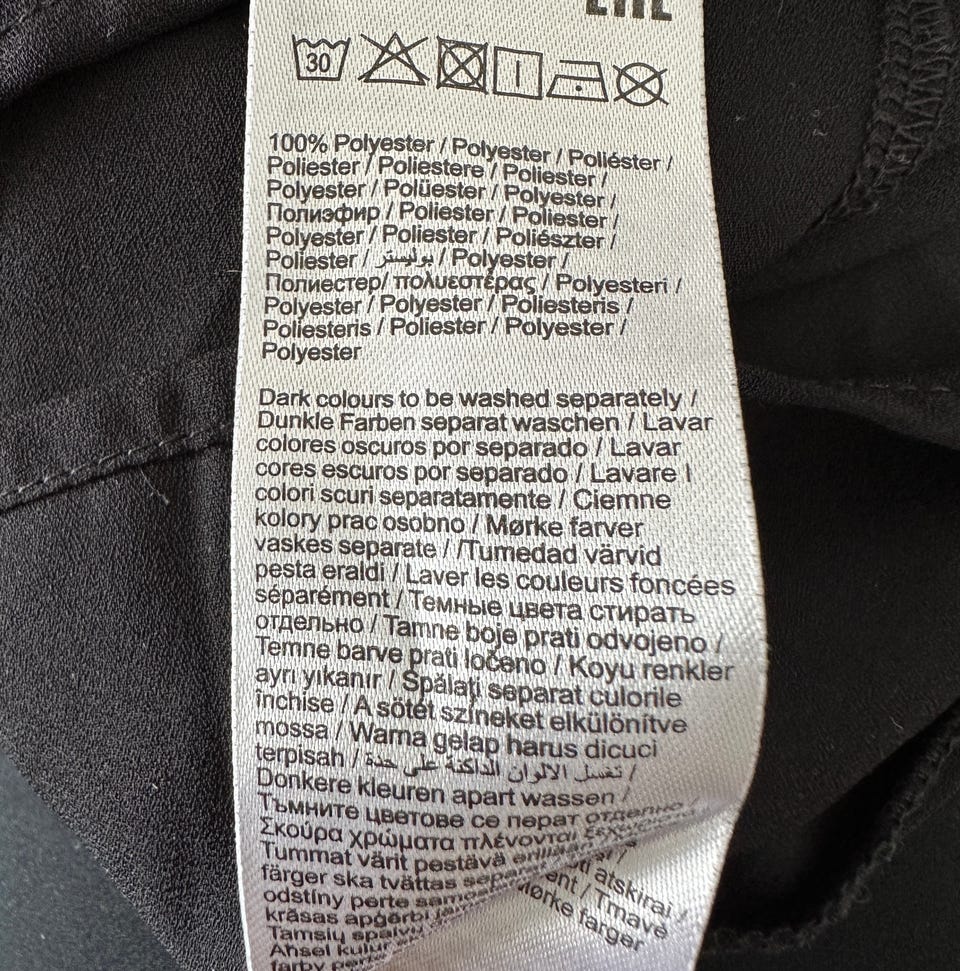 EAC
30
100% Polyester / Polyester / Poliéster /
Poliester / Poliestere / Poliester /
Polyester / Polüester / Polyester /
Полиэфир / Poliester / Poliester /
Polyester / Poliester / Poliészter /
Poliester / بوليستر / Polyester /
Полиестер/ πολυεστέρας / Polyesteri /
Polyester / Polyester / Poliesteris /
Poliesteris / Poliester / Polyester /
Polyester
Dark colours to be washed separately /
Dunkle Farben separat waschen / Lavar
colores oscuros por separado / Lavar
cores escuros por separado / Lavare I
colori scuri separatamente / Ciemne
kolory prac osobno / Mørke farver
vaskes separate / /Tumedad värvid
pesta eraldi / Laver les couleurs foncées
séparément / Темные цвета стирать
отдельно / Tamne boje prati odvojeno /
Temne barve prati ločeno / Koyu renkler
ayrı yıkanır / Spălați separat culorile
închise / A sötét színeket elkülönítve
mossa / Warna gelap harus dicuci
terpisah / تغسل الالوان الداكنة على حدة /
Donkere kleuren apart wassen /
Тъмните цветове се перат отделно /
Σκούρα χρώματα πλένονται
Tummat värit pestävä
färger ska tvättas
odstíny perte
krāsas apģērbi
Tamsių spalvų
farby
atskirai /
/ Tmavé
Mørke farger